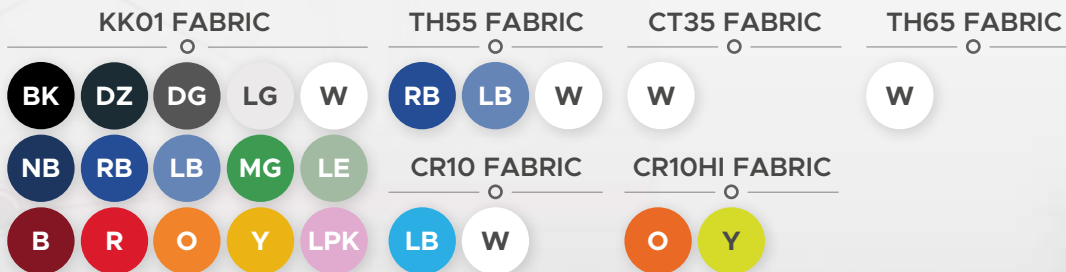 KK01 FABRIC
BK DZ DG LG W
NB RB LB MG LE
B R O Y LPK
TH55 FABRIC
RB LB W
CR10 FABRIC
LB W
CT35 FABRIC
W
CR10HI FABRIC
O Y
TH65 FABRIC
W